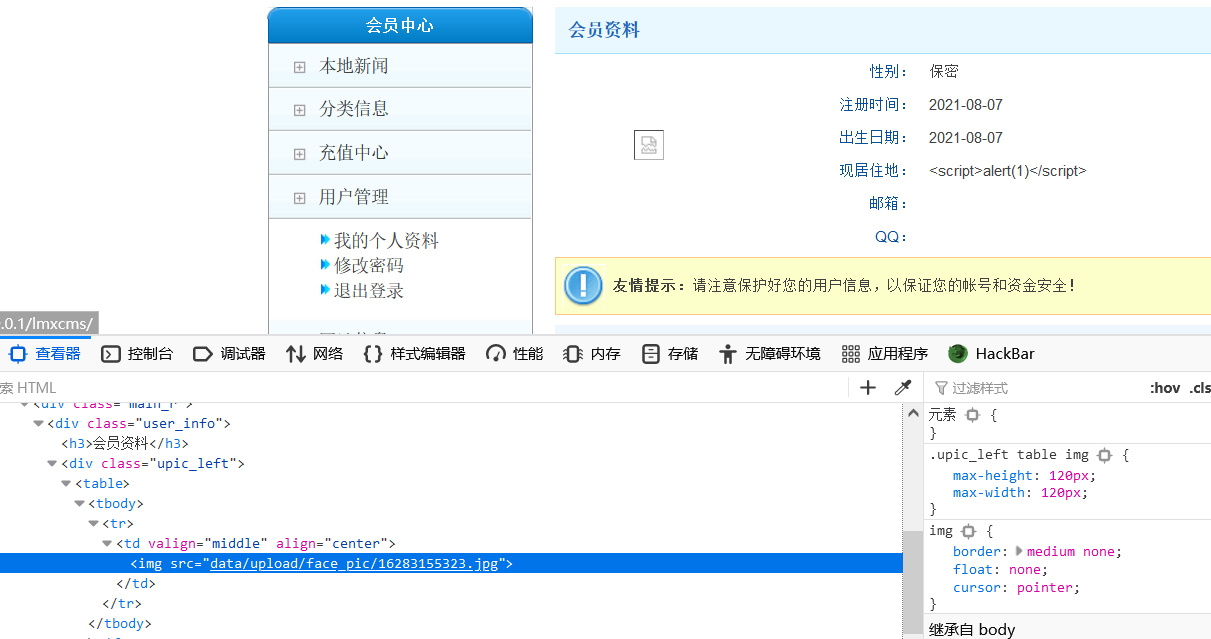 会员中心
本地新闻
分类信息
充值中心
用户管理
我的个人资料
修改密码
退出登录
会员资料
性别： 保密
注册时间： 2021-08-07
出生日期： 2021-08-07
现居住地： <script>alert(1)</script>
邮箱：
QQ：
友情提示：请注意保护好您的用户信息，以保证您的帐号和资金安全！
.0.1/lmxcms/
查看器 控制台 调试器 网络 样式编辑器 性能 内存 存储 无障碍环境 应用程序 HackBar
索 HTML
<div class="main_r">
<div class="user_info">
<h3>会员资料</h3>
<div class="upic_left">
<table>
<tbody>
<tr>
<td valign="middle" align="center">
<img src="data/upload/face_pic/16283155323.jpg">
</td>
</tr>
</tbody>
过滤样式 :hov .cls
元素 {
}
.upic_left table img {
max-height: 120px;
max-width: 120px;
}
img {
border: medium none;
float: none;
cursor: pointer;
}
继承自 body